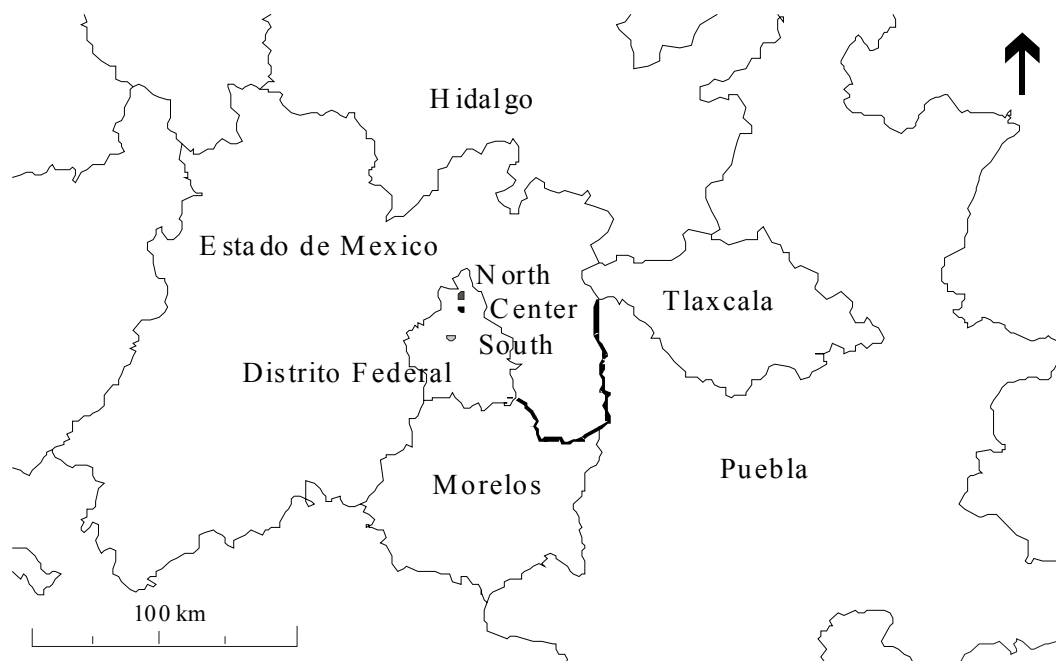 Hidalgo
Estado de Mexico
North
Center
South
Tlaxcala
Distrito Federal
Morelos
Puebla
100 km